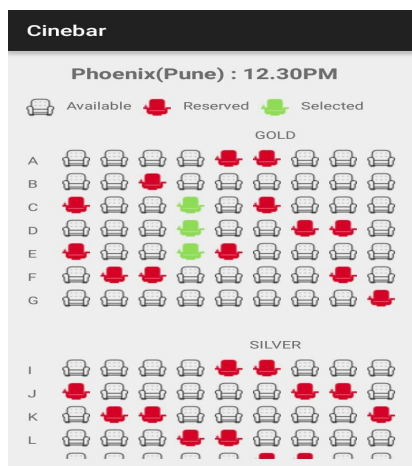 Cinebar
Phoenix(Pune) : 12.30PM
Available Reserved Selected
GOLD
A
B
C
D
E
F
G
SILVER
I
J
K
L